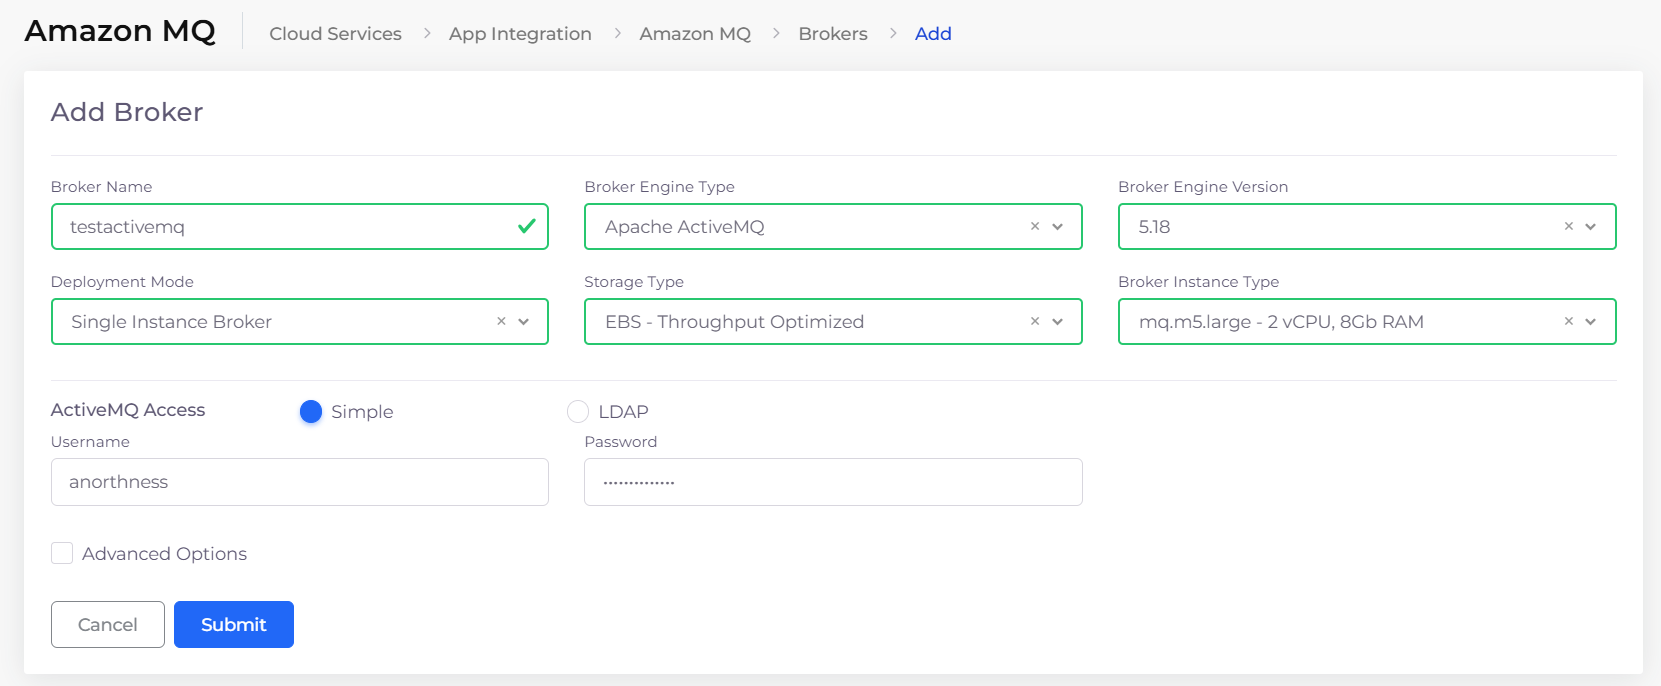 Amazon MQ
Cloud Services > App Integration > Amazon MQ > Brokers > Add
Add Broker
Broker Name
Broker Engine Type
Broker Engine Version
testactivemq
Apache ActiveMQ
5.18
Deployment Mode
Storage Type
Broker Instance Type
Single Instance Broker
EBS - Throughput Optimized
mq.m5.large - 2 vCPU, 8Gb RAM
ActiveMQ Access
Simple
LDAP
Username
Password
anorthness
••••••••••••••
Advanced Options
Cancel
Submit